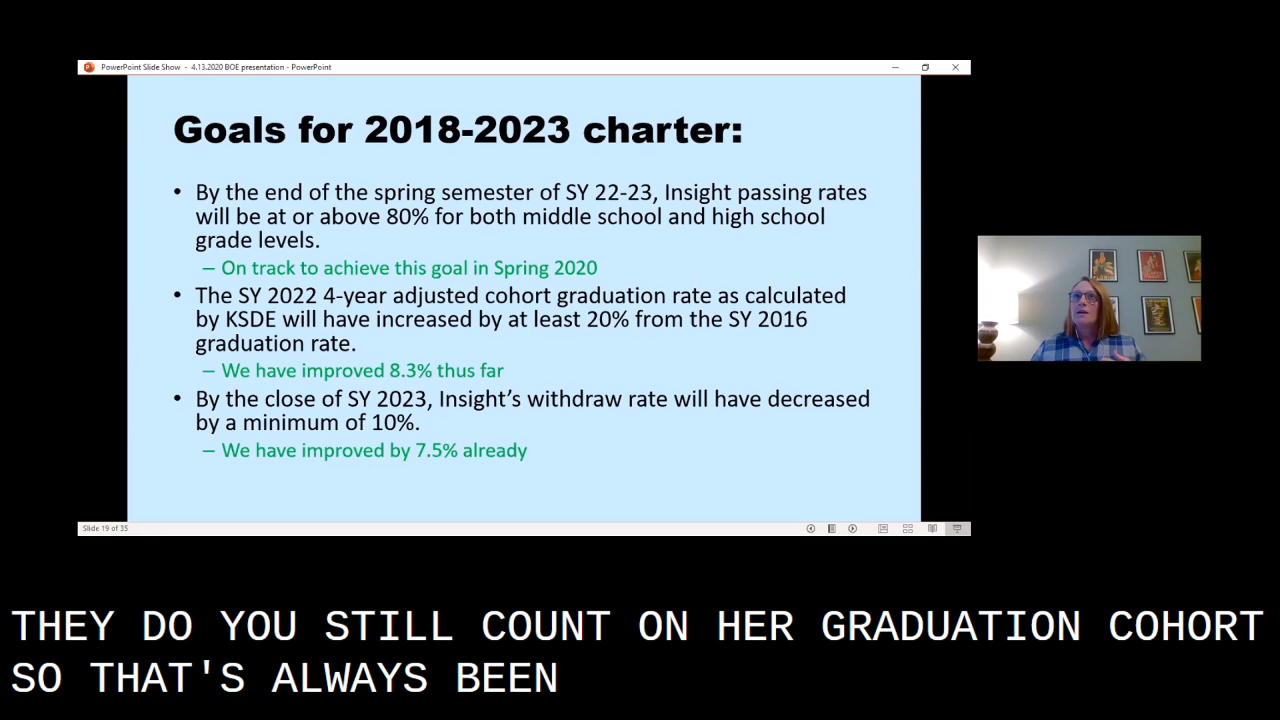 PowerPoint Slide Show - 4.13.2020 BOE presentation - PowerPoint
Goals for 2018-2023 charter:
• By the end of the spring semester of SY 22-23, Insight passing rates
will be at or above 80% for both middle school and high school
grade levels.
– On track to achieve this goal in Spring 2020
• The SY 2022 4-year adjusted cohort graduation rate as calculated
by KSDE will have increased by at least 20% from the SY 2016
graduation rate.
– We have improved 8.3% thus far
• By the close of SY 2023, Insight’s withdraw rate will have decreased
by a minimum of 10%.
– We have improved by 7.5% already
Slide 19 of 35
THEY DO YOU STILL COUNT ON HER GRADUATION COHORT
SO THAT'S ALWAYS BEEN